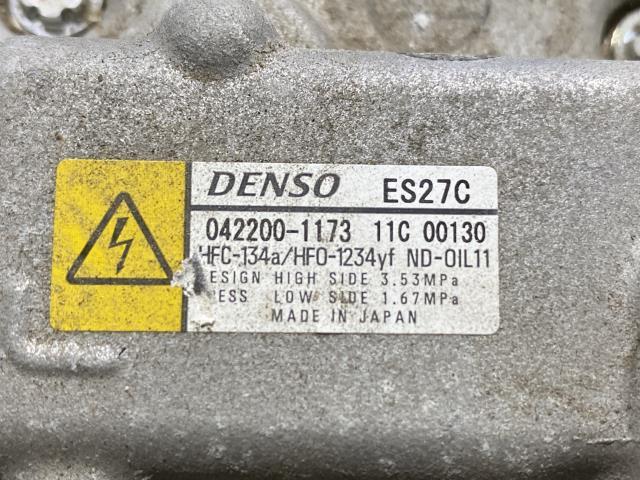 DENSO ES27C
042200-1173 11C 00130
HFC-134a/HFO-1234yf ND-OIL11
ESIGN HIGH SIDE 3.53MPa
ESS LOW SIDE 1.67MPa
MADE IN JAPAN